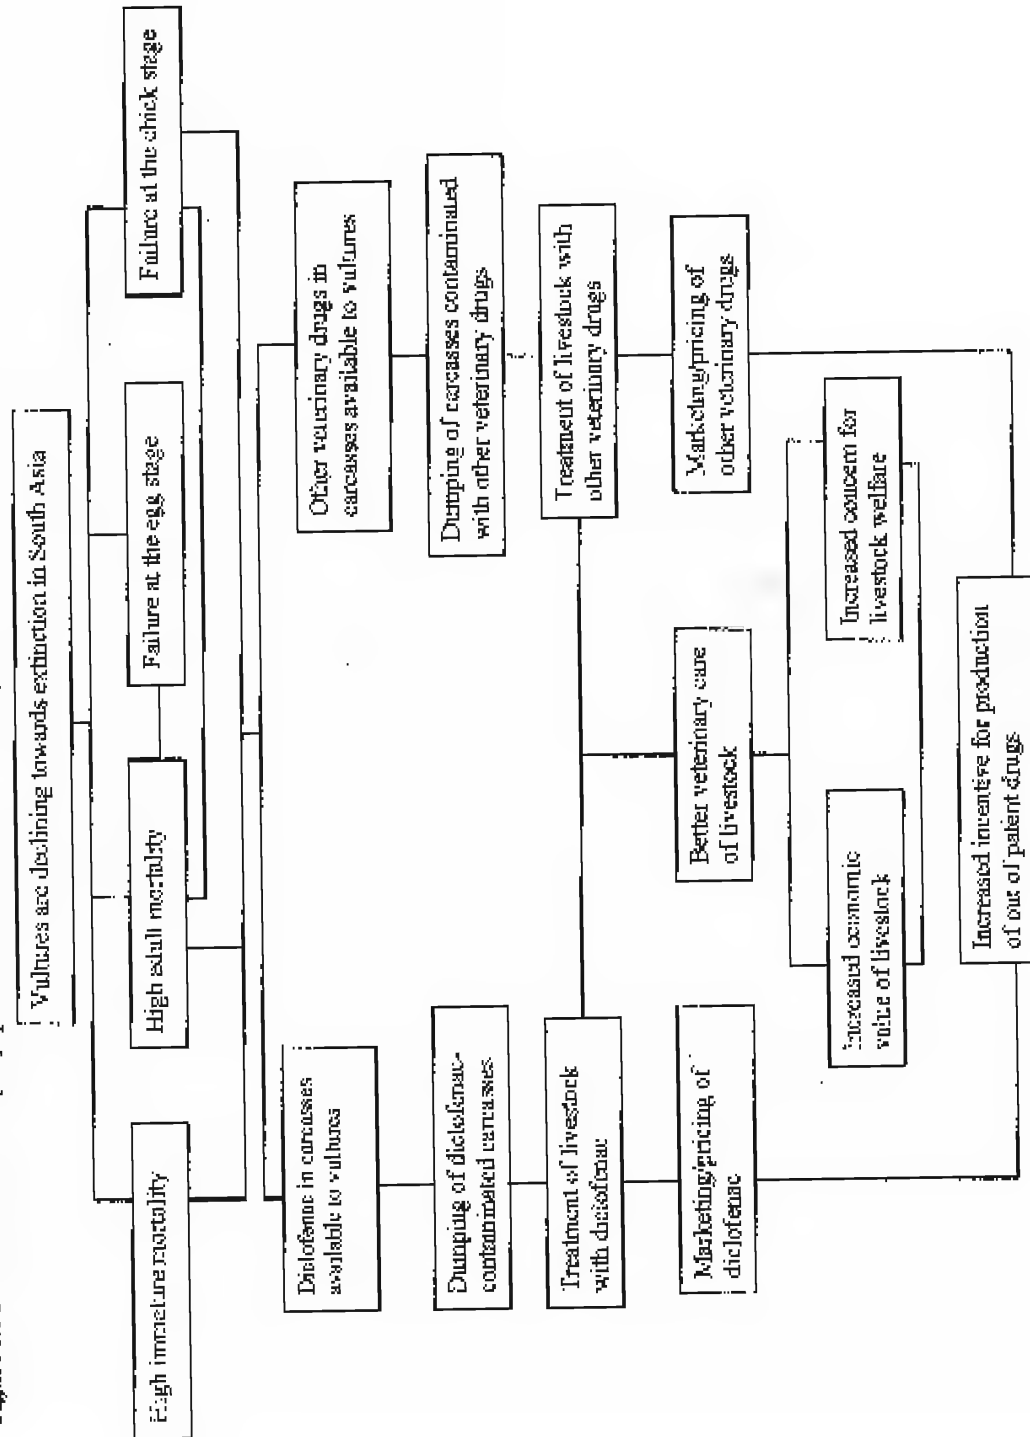 Vultures are declining towards extinction in South Asia
High immature mortality
High adult mortality
Failure at the egg stage
Failure at the chick stage
Diclofenac in carcasses
available to vultures
Other veterinary drugs in
carcasses available to vultures
Dumping of diclofenac-
contaminated carcasses
Dumping of carcasses contaminated
with other veterinary drugs
Treatment of livestock
with diclofenac
Treatment of livestock with
other veterinary drugs
Marketing/pricing of
diclofenac
Better veterinary care
of livestock
Marketing/pricing of
other veterinary drugs
Increased economic
value of livestock
Increased concern for
livestock welfare
Increased incentive for production
of out of patent drugs